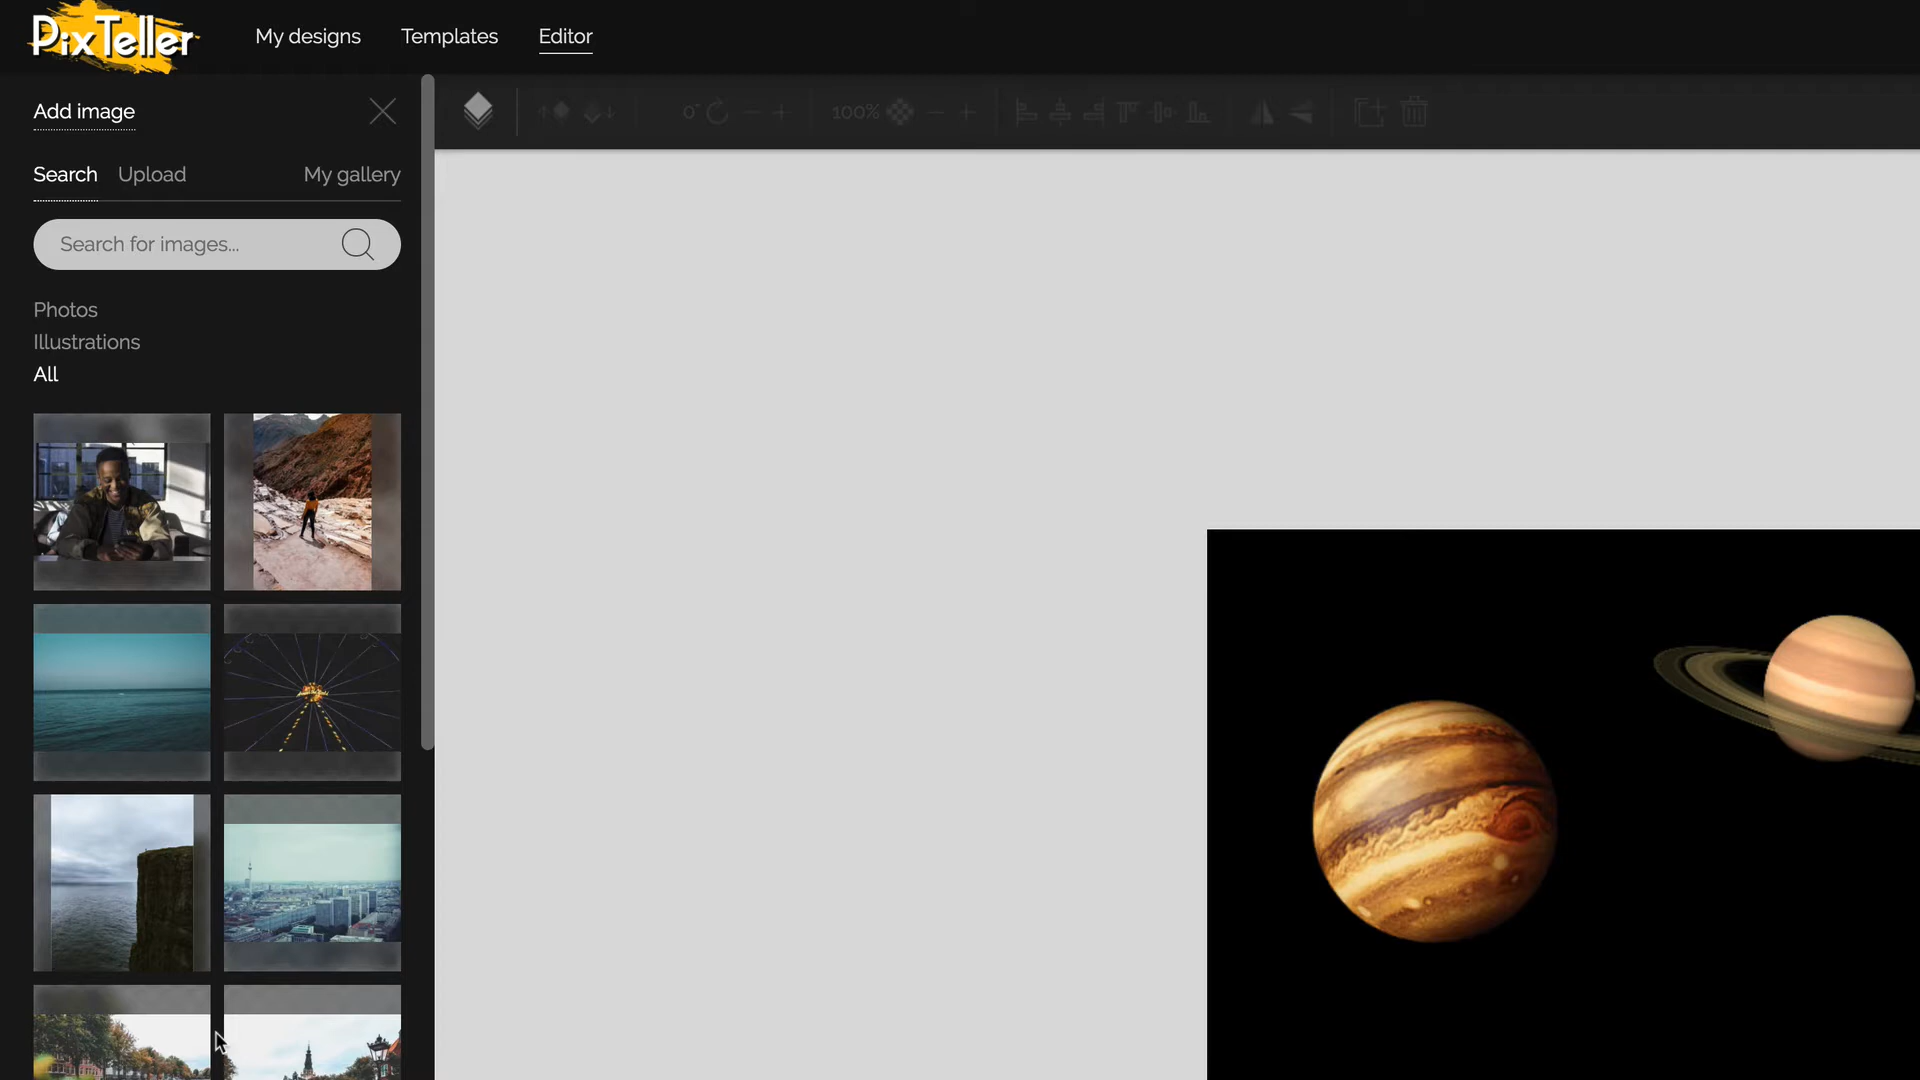 PixTeller
My designs
Templates
Editor
Add image
0°
100%
Search
Upload
My gallery
Search for images...
Photos
Illustrations
All